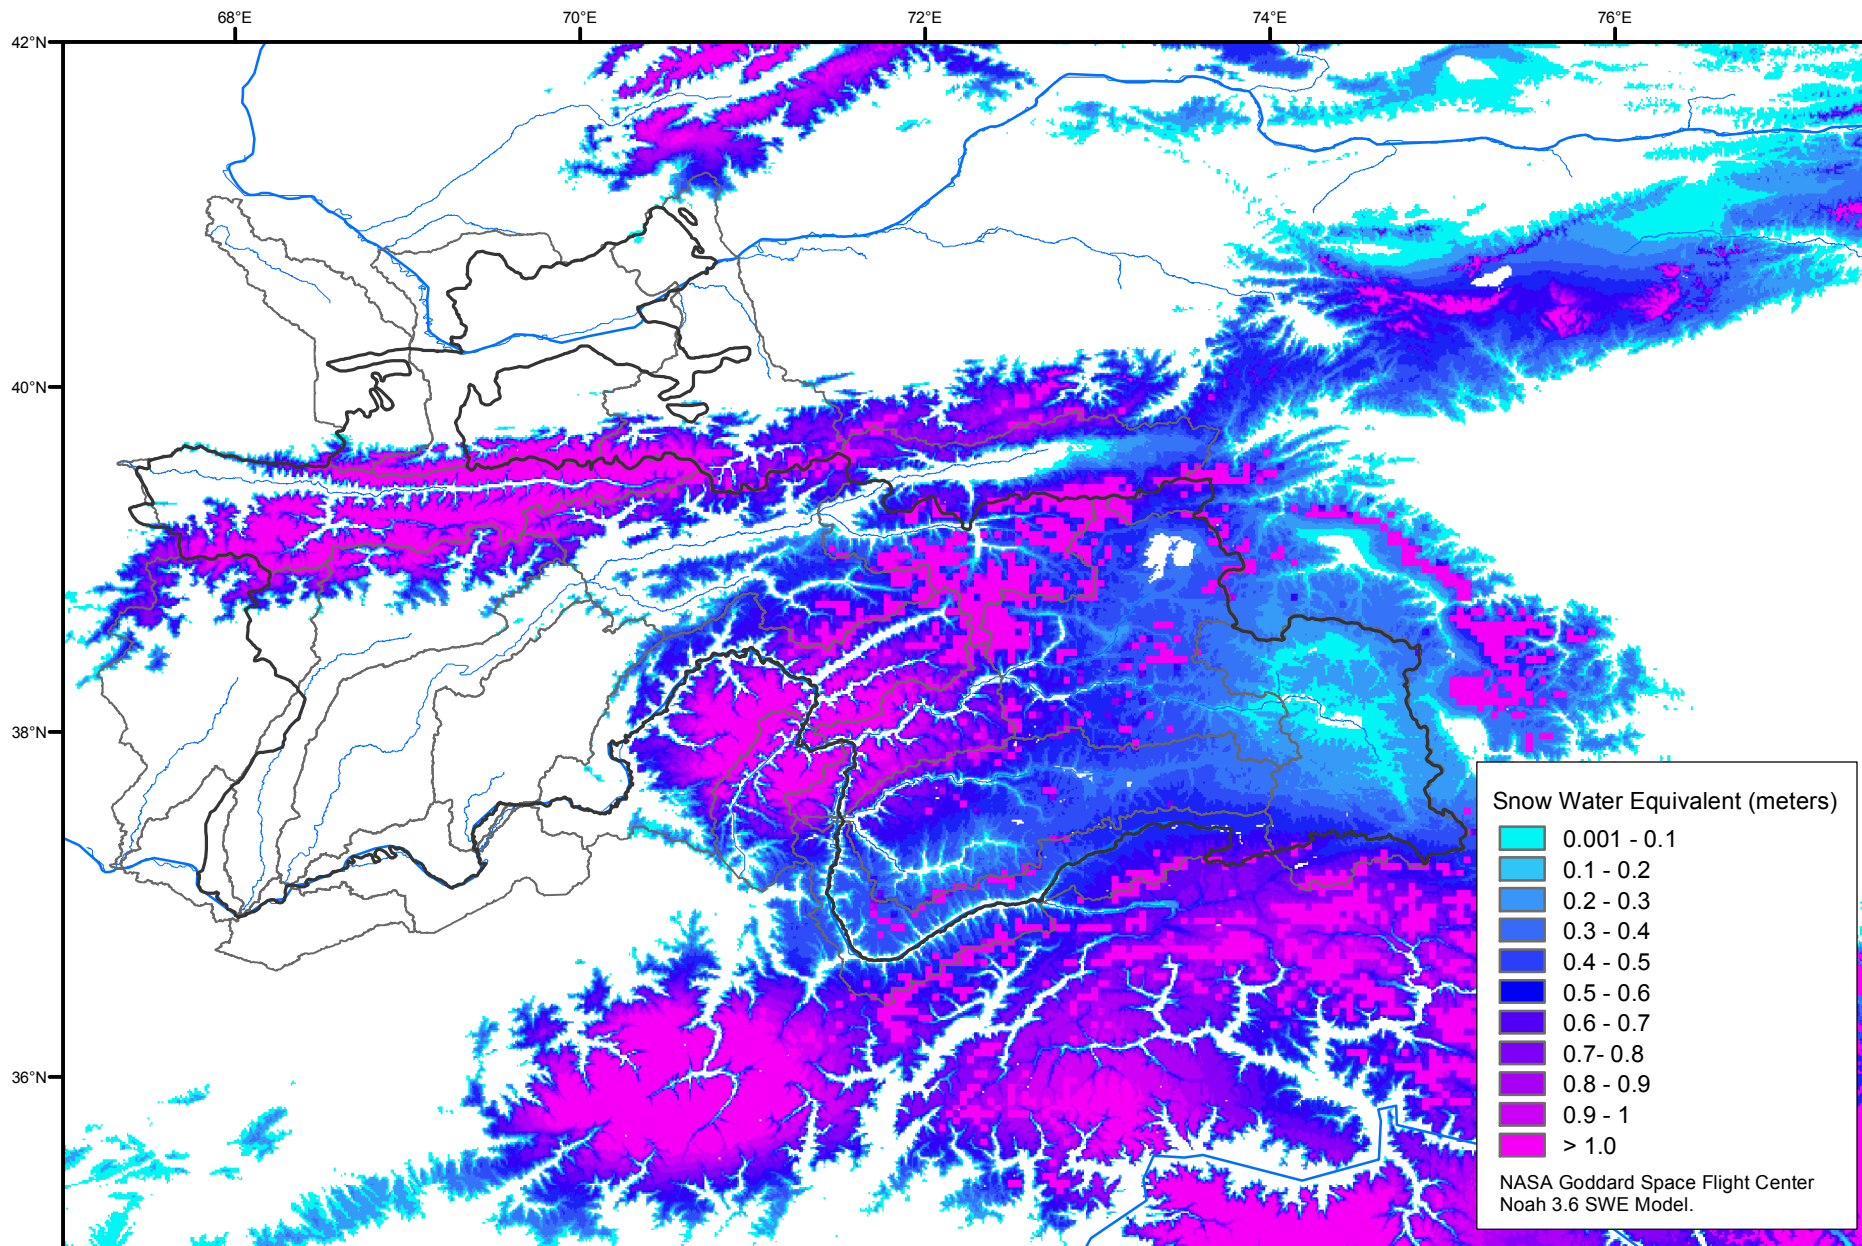 68°E
70°E
72°E
74°E
76°E
42°N
40°N
38°N
36°N
Snow Water Equivalent (meters)
0.001 - 0.1
0.1 - 0.2
0.2 - 0.3
0.3 - 0.4
0.4 - 0.5
0.5 - 0.6
0.6 - 0.7
0.7- 0.8
0.8 - 0.9
0.9 - 1
> 1.0
NASA Goddard Space Flight Center
Noah 3.6 SWE Model.